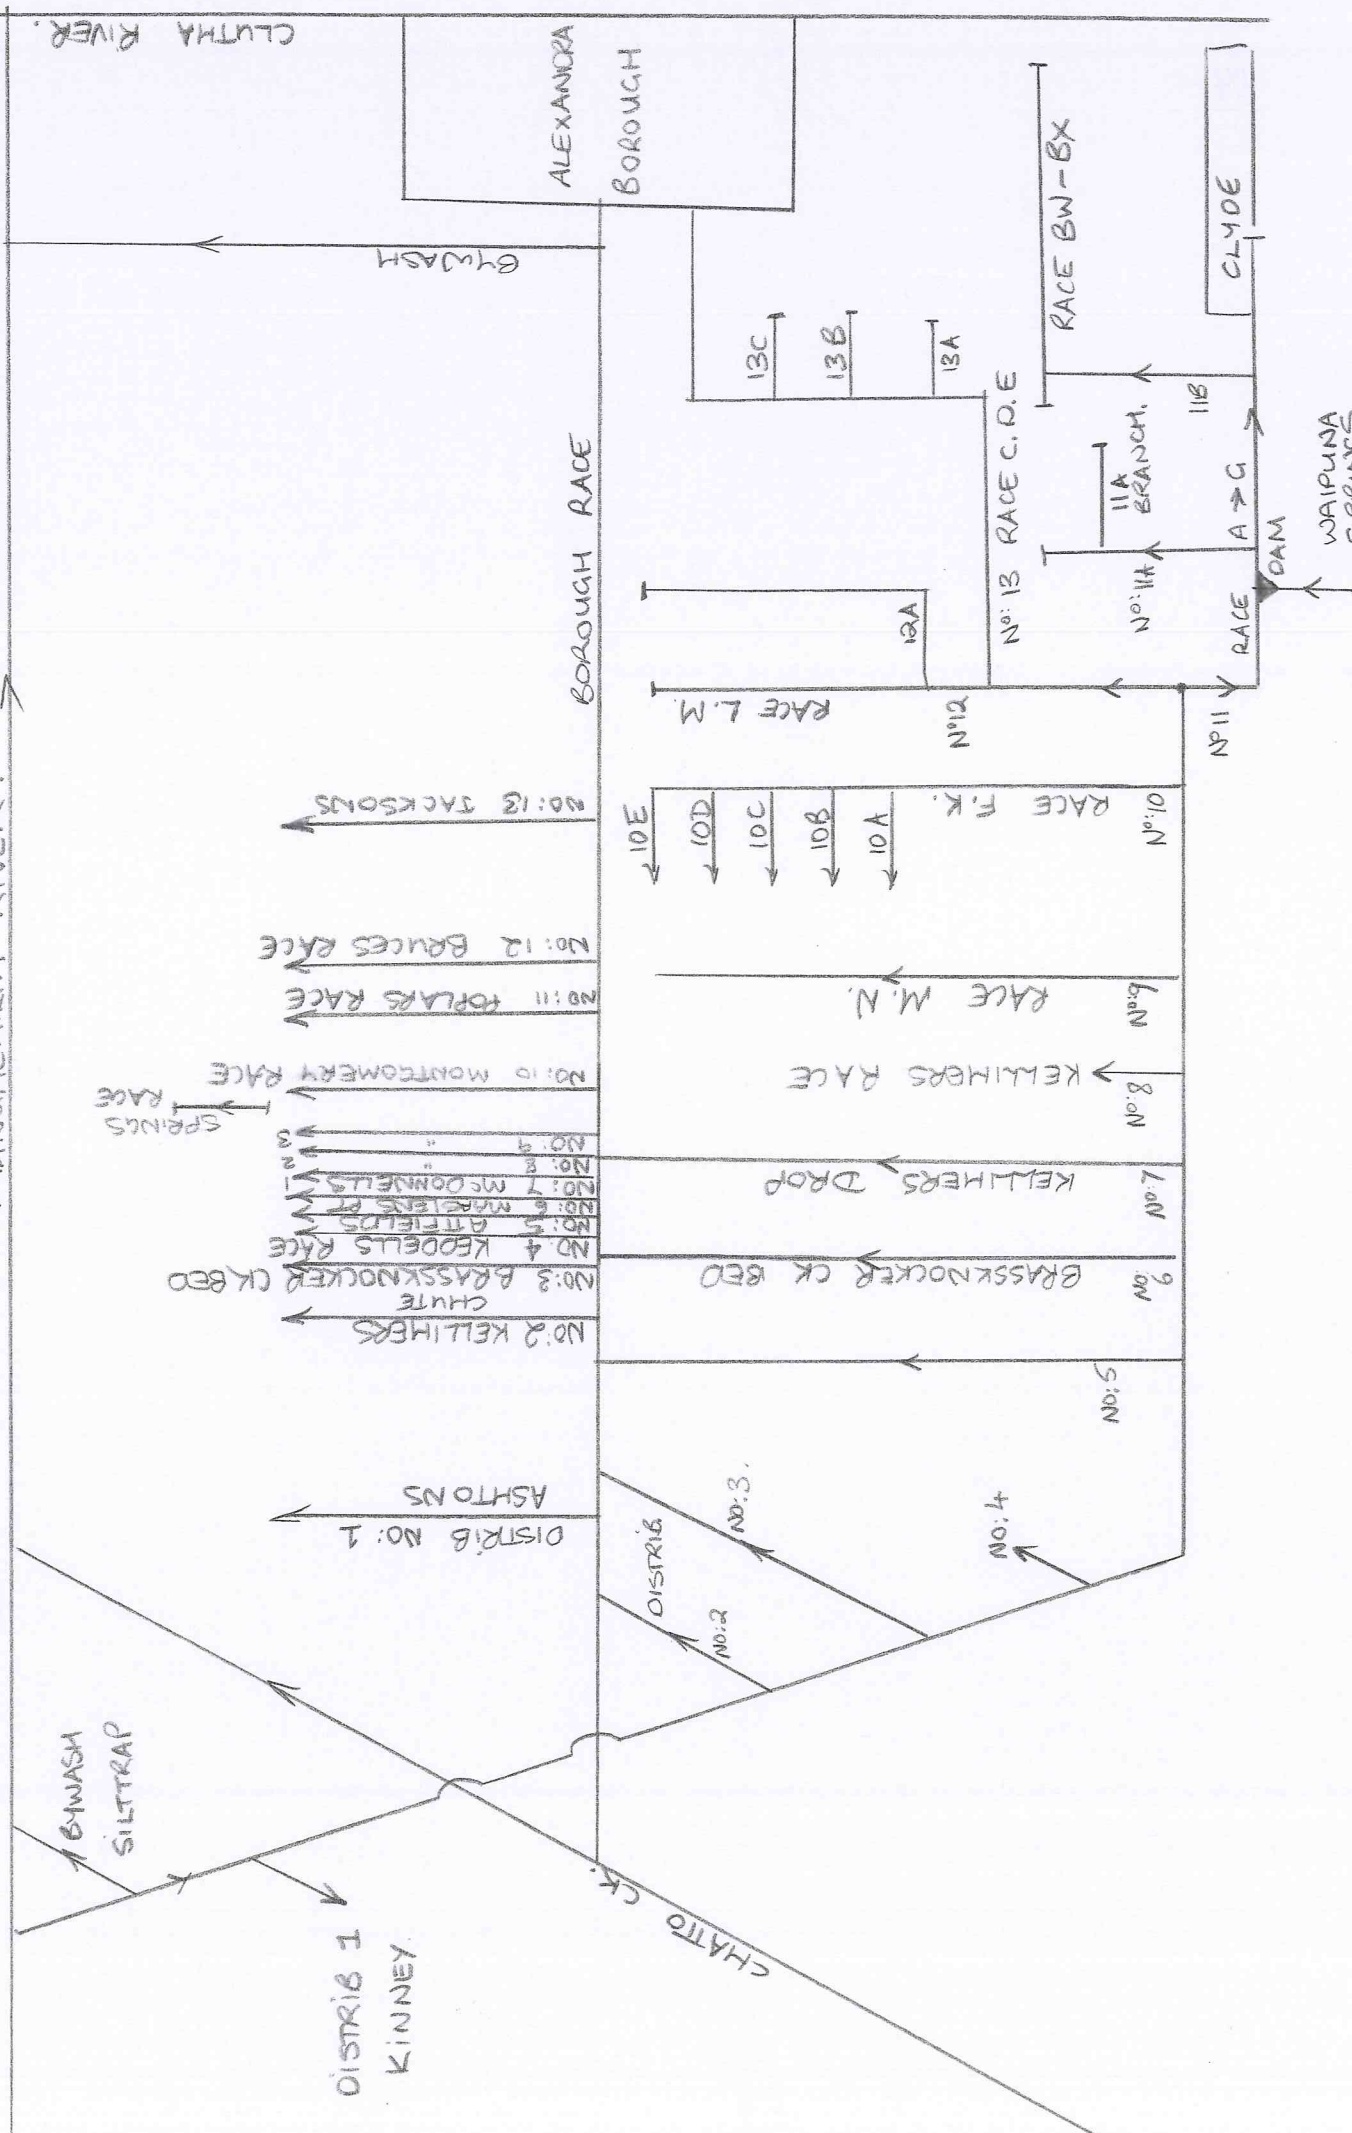 CLUTHA RIVER.
ALEXANDRA
BOROUGH
BYWASH
BOROUGH RACE
13C
13B
13A
No: 13 RACE C.D.E
RACE BW-BX
CLYDE
11B
11A
BRANCH.
No: 11A
RACE A → G
DAM
WAIPUNA
No 11
12A
RACE L.M.
No 12
NO: 13 JACKSONS
10E
10D
10C
10B
10A
RACE F.K.
No: 10
NO: 12 BRUCES RACE
NO: 11 POPLARS RACE
RACE M.N.
No: 9
NO: 10 MONTGOMERY RACE
SPRINGS
RACE
KELLIHERS RACE
No: 8
NO: 9 " 3
NO: 8 " 2
NO: 7 MCDONNELLS 1
KELLIHERS DROP
No: 7
NO: 5 ATTFIELDS
NO. 4 KEDDELLS RACE
NO: 3 BRASSKNOCKER CK BED
BRASSKNOCKER CK BED
No: 6
NO: 2 KELLIHERS
CHUTE
NO: 5
DISTRIB NO: 1
ASHTONS
DISTRIB
NO: 2
NO: 3.
NO: 4
BYWASH
SILTTRAP
DISTRIB 1
KINNEY
CHATTO CK.